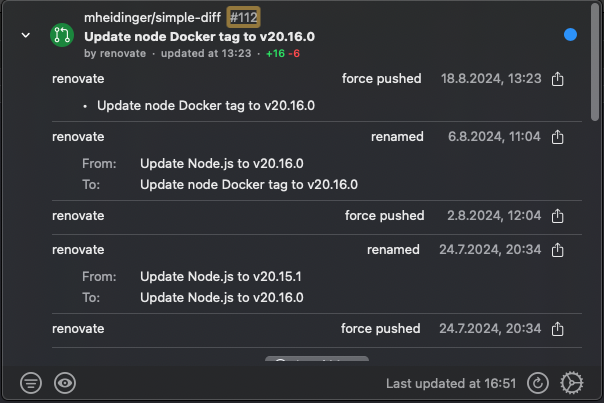 mheidinger/simple-diff #112
Update node Docker tag to v20.16.0
by renovate · updated at 13:23 · +16 -6
renovate force pushed 18.8.2024, 13:23
• Update node Docker tag to v20.16.0
renovate renamed 6.8.2024, 11:04
From: Update Node.js to v20.16.0
To: Update node Docker tag to v20.16.0
renovate force pushed 2.8.2024, 12:04
renovate renamed 24.7.2024, 20:34
From: Update Node.js to v20.15.1
To: Update Node.js to v20.16.0
renovate force pushed 24.7.2024, 20:34
Last updated at 16:51